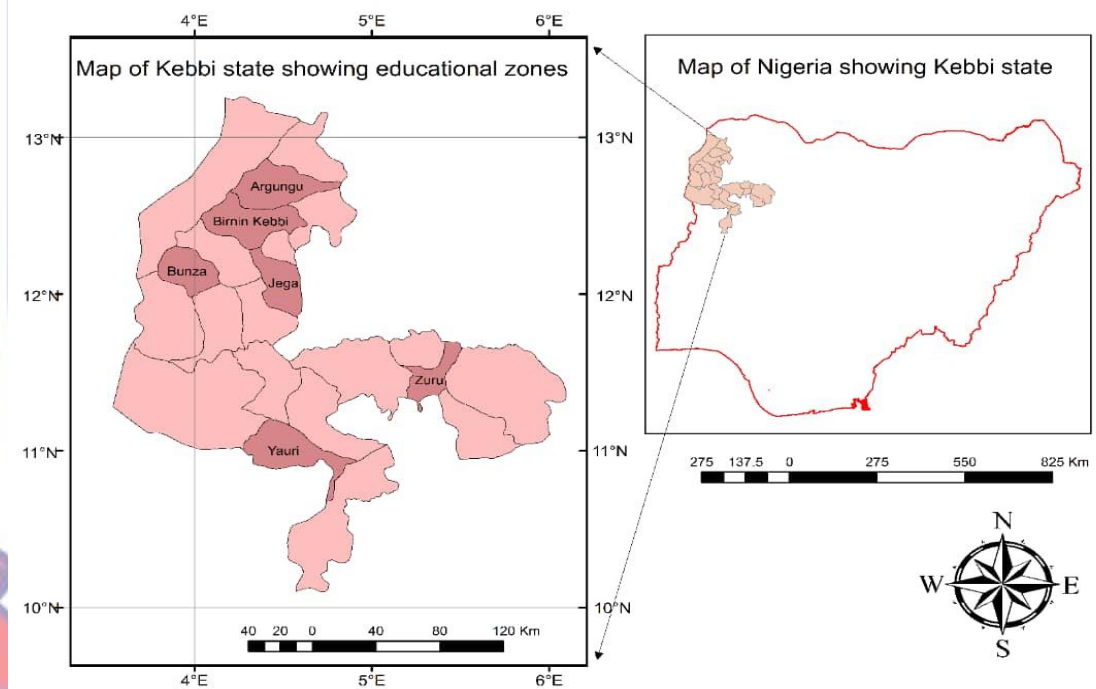 4°E 5°E 6°E
Map of Kebbi state showing educational zones
13°N 13°N
Argungu
Birnin Kebbi
Bunza
Jega
12°N 12°N
Zuru
Yauri
11°N 11°N
10°N 10°N
40 20 0 40 80 120 Km
4°E 5°E 6°E
Map of Nigeria showing Kebbi state
275 137.5 0 275 550 825 Km
N
W E
S